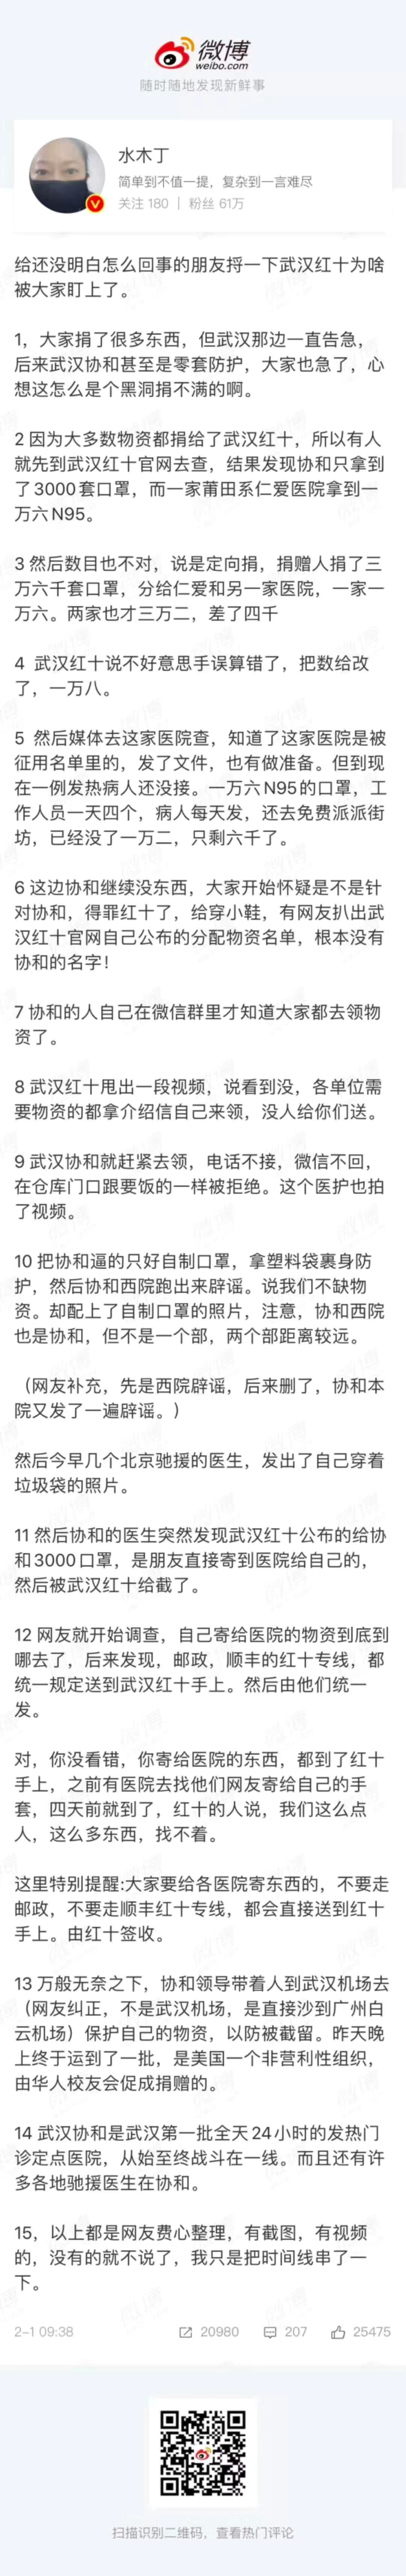 微博
weibo.com
随时随地发现新鲜事
水木丁
简单到不值一提，复杂到一言难尽
关注 180 | 粉丝 61万
给还没明白怎么回事的朋友捋一下武汉红十为啥
被大家盯上了。
1，大家捐了很多东西，但武汉那边一直告急，
后来武汉协和甚至是零套防护，大家也急了，心
想这怎么是个黑洞捐不满的啊。
2 因为大多数物资都捐给了武汉红十，所以有人
就先到武汉红十官网去查，结果发现协和只拿到
了3000套口罩，而一家莆田系仁爱医院拿到一
万六N95。
3 然后数目也不对，说是定向捐，捐赠人捐了三
万六千套口罩，分给仁爱和另一家医院，一家一
万六。两家也才三万二，差了四千
4 武汉红十说不好意思手误算错了，把数给改
了，一万八。
5 然后媒体去这家医院查，知道了这家医院是被
征用名单里的，发了文件，也有做准备。但到现
在一例发热病人还没接。一万六N95的口罩，工
作人员一天四个，病人每天发，还去免费派派街
坊，已经没了一万二，只剩六千了。
6 这边协和继续没东西，大家开始怀疑是不是针
对协和，得罪红十了，给穿小鞋，有网友扒出武
汉红十官网自己公布的分配物资名单，根本没有
协和的名字！
7 协和的人自己在微信群里才知道大家都去领物
资了。
8 武汉红十甩出一段视频，说看到没，各单位需
要物资的都拿介绍信自己来领，没人给你们送。
9 武汉协和就赶紧去领，电话不接，微信不回，
在仓库门口跟要饭的一样被拒绝。这个医护也拍
了视频。
10 把协和逼的只好自制口罩，拿塑料袋裹身防
护，然后协和西院跑出来辟谣。说我们不缺物
资。却配上了自制口罩的照片，注意，协和西院
也是协和，但不是一个部，两个部距离较远。
（网友补充，先是西院辟谣，后来删了，协和本
院又发了一遍辟谣。）
然后今早几个北京驰援的医生，发出了自己穿着
垃圾袋的照片。
11 然后协和的医生突然发现武汉红十公布的给协
和3000口罩，是朋友直接寄到医院给自己的，
然后被武汉红十给截了。
12 网友就开始调查，自己寄给医院的物资到底到
哪去了，后来发现，邮政，顺丰的红十专线，都
统一规定送到武汉红十手上。然后由他们统一
发。
对，你没看错，你寄给医院的东西，都到了红十
手上，之前有医院去找他们网友寄给自己的手
套，四天前就到了，红十的人说，我们这么点
人，这么多东西，找不着。
这里特别提醒:大家要给各医院寄东西的，不要走
邮政，不要走顺丰红十专线，都会直接送到红十
手上。由红十签收。
13 万般无奈之下，协和领导带着人到武汉机场去
（网友纠正，不是武汉机场，是直接沙到广州白
云机场）保护自己的物资，以防被截留。昨天晚
上终于运到了一批，是美国一个非营利性组织，
由华人校友会促成捐赠的。
14 武汉协和是武汉第一批全天24小时的发热门
诊定点医院，从始至终战斗在一线。而且还有许
多各地驰援医生在协和。
15，以上都是网友费心整理，有截图，有视频
的，没有的就不说了，我只是把时间线串了一
下。
2-1 09:38 20980 207 25475
扫描识别二维码，查看热门评论